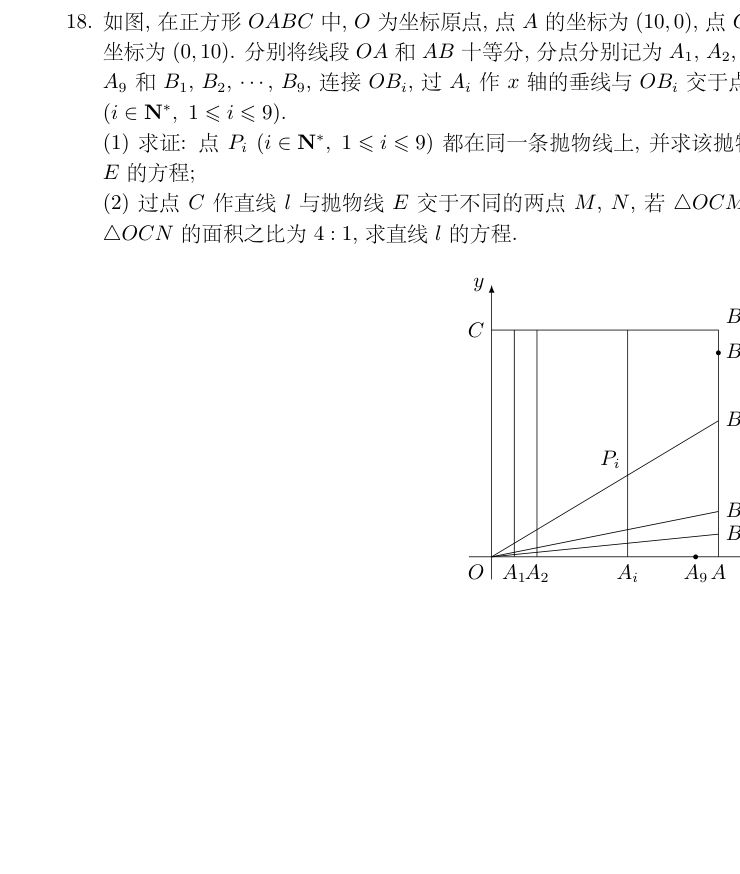 18. 如图, 在正方形 OABC 中, O 为坐标原点, 点 A 的坐标为 (10, 0), 点
坐标为 (0, 10). 分别将线段 OA 和 AB 十等分, 分点分别记为 A₁, A₂,
A₉ 和 B₁, B₂, ⋯, B₉, 连接 OBᵢ, 过 Aᵢ 作 x 轴的垂线与 OBᵢ 交于点
(i ∈ N*, 1 ⩽ i ⩽ 9).
(1) 求证: 点 Pᵢ (i ∈ N*, 1 ⩽ i ⩽ 9) 都在同一条抛物线上, 并求该抛
E 的方程;
(2) 过点 C 作直线 l 与抛物线 E 交于不同的两点 M, N, 若 △OCM
△OCN 的面积之比为 4 : 1, 求直线 l 的方程.
y
B
C
B
B
Pᵢ
B
B
O A₁ A₂ Aᵢ A₉ A